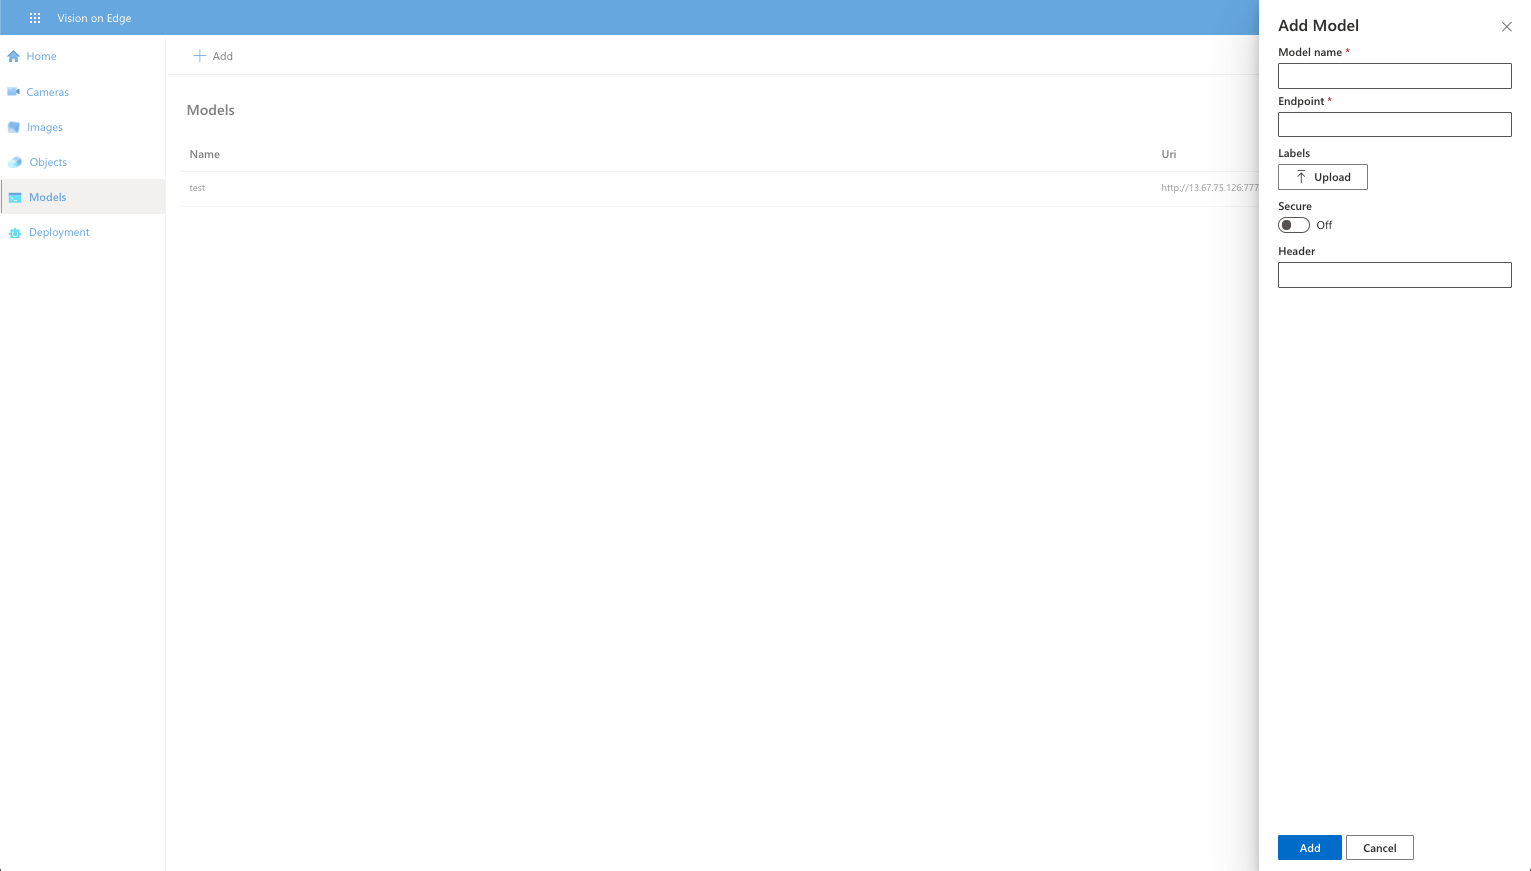 Vision on Edge
Home
Cameras
Images
Objects
Models
Deployment
Add
Models
Name
Uri
test
http://13.67.75.126:777
Add Model
Model name *
Endpoint *
Labels
Upload
Secure
Off
Header
Add
Cancel